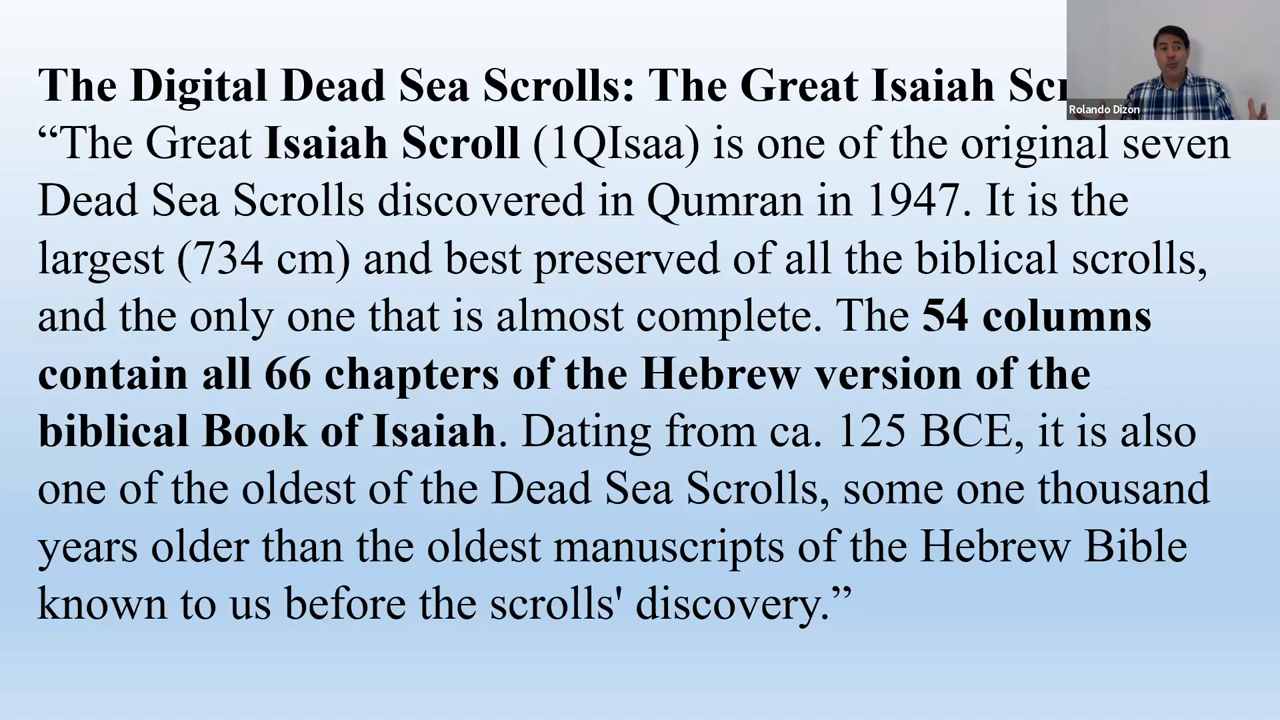 The Digital Dead Sea Scrolls: The Great Isaiah
Rolando Dizon
“The Great Isaiah Scroll (1QIsaa) is one of the original seven
Dead Sea Scrolls discovered in Qumran in 1947. It is the
largest (734 cm) and best preserved of all the biblical scrolls,
and the only one that is almost complete. The 54 columns
contain all 66 chapters of the Hebrew version of the
biblical Book of Isaiah. Dating from ca. 125 BCE, it is also
one of the oldest of the Dead Sea Scrolls, some one thousand
years older than the oldest manuscripts of the Hebrew Bible
known to us before the scrolls' discovery.”